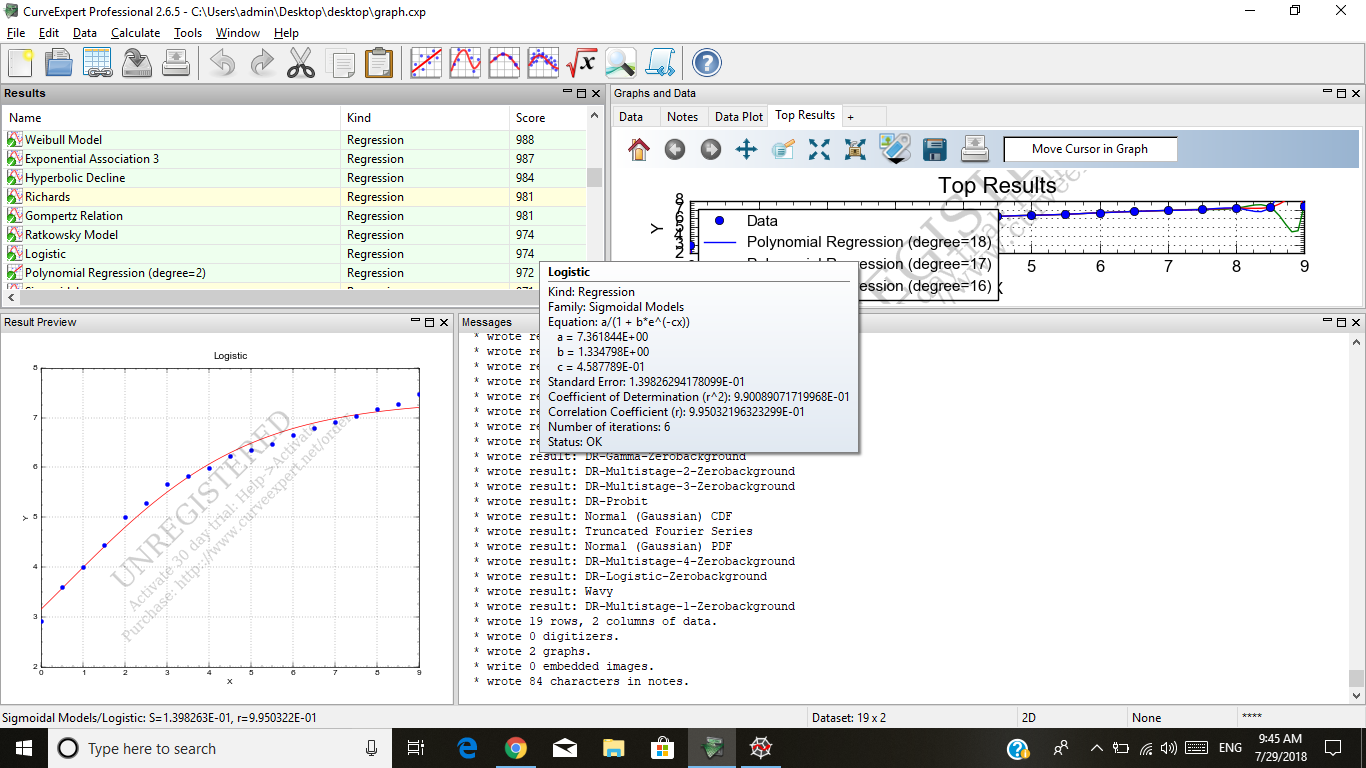 CurveExpert Professional 2.6.5 - C:\Users\admin\Desktop\desktop\graph.cxp
File Edit Data Calculate Tools Window Help
Results
Name Kind Score
Weibull Model Regression 988
Exponential Association 3 Regression 987
Hyperbolic Decline Regression 984
Richards Regression 981
Gompertz Relation Regression 981
Ratkowsky Model Regression 974
Logistic Regression 974
Polynomial Regression (degree=2) Regression 972
Graphs and Data
Data Notes Data Plot Top Results +
Move Cursor in Graph
Top Results
Y
8
7
6
5
4
3
2
Data
Polynomial Regression (degree=18)
ession (degree=17)
ession (degree=16)
5 6 7 8 9
X
Logistic
Kind: Regression
Family: Sigmoidal Models
Equation: a/(1 + b*e^(-cx))
a = 7.361844E+00
b = 1.334798E+00
c = 4.587789E-01
Standard Error: 1.39826294178099E-01
Coefficient of Determination (r^2): 9.90089071719968E-01
Correlation Coefficient (r): 9.95032196323299E-01
Number of iterations: 6
Status: OK
Result Preview
Logistic
8
7
6
5
4
3
2
Y
0 1 2 3 4 5 6 7 8 9
X
UNREGISTERED
Activate 30 day trial: Help->Activate
Purchase: http://www.curveexpert.net/order
Messages
* wrote re
* wrote re
* wrote re
* wrote re
* wrote re
* wrote re
* wrote re
* wrote re
* wrote result: DR-Gamma-Zerobackground
* wrote result: DR-Multistage-2-Zerobackground
* wrote result: DR-Multistage-3-Zerobackground
* wrote result: DR-Probit
* wrote result: Normal (Gaussian) CDF
* wrote result: Truncated Fourier Series
* wrote result: Normal (Gaussian) PDF
* wrote result: DR-Multistage-4-Zerobackground
* wrote result: DR-Logistic-Zerobackground
* wrote result: Wavy
* wrote result: DR-Multistage-1-Zerobackground
* wrote 19 rows, 2 columns of data.
* wrote 0 digitizers.
* wrote 2 graphs.
* write 0 embedded images.
* wrote 84 characters in notes.
Sigmoidal Models/Logistic: S=1.398263E-01, r=9.950322E-01
Dataset: 19 x 2
2D
None
****
Type here to search
ENG
9:45 AM
7/29/2018